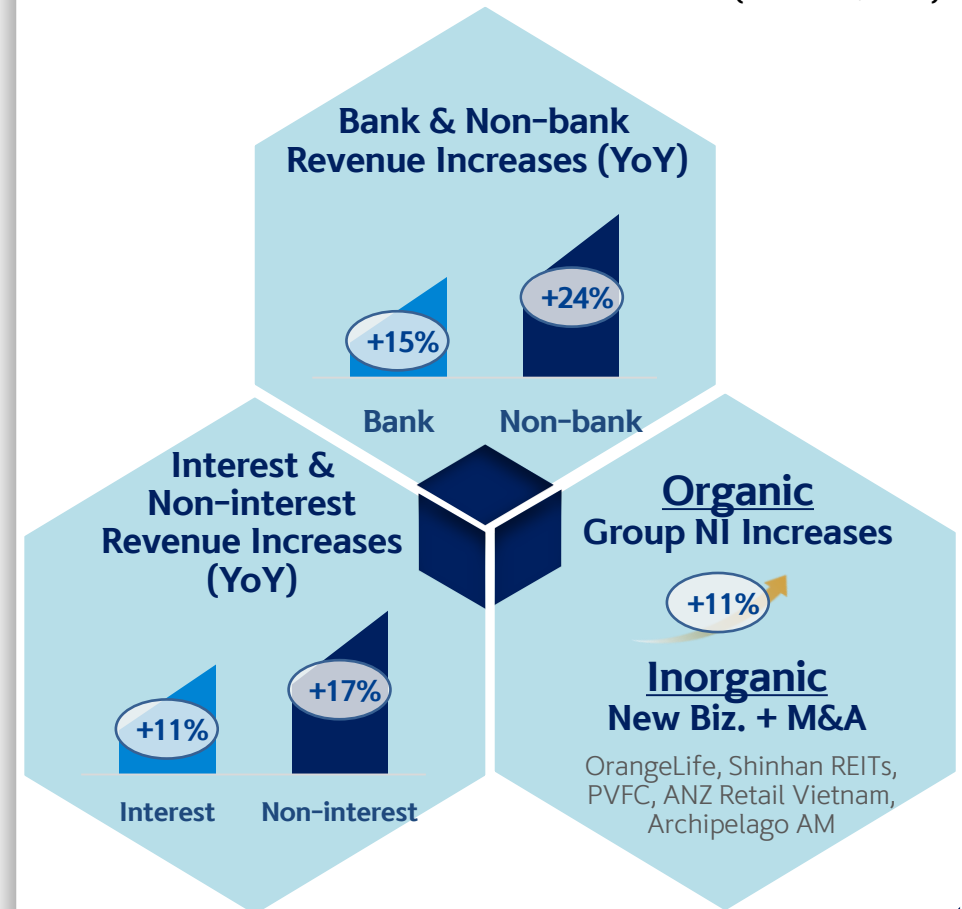 Bank & Non-bank
Revenue Increases (YoY)
+15%
+24%
Bank
Non-bank
Interest &
Non-interest
Revenue Increases
(YoY)
+11%
+17%
Interest
Non-interest
Organic
Group NI Increases
+11%
Inorganic
New Biz. + M&A
OrangeLife, Shinhan REITs,
PVFC, ANZ Retail Vietnam,
Archipelago AM